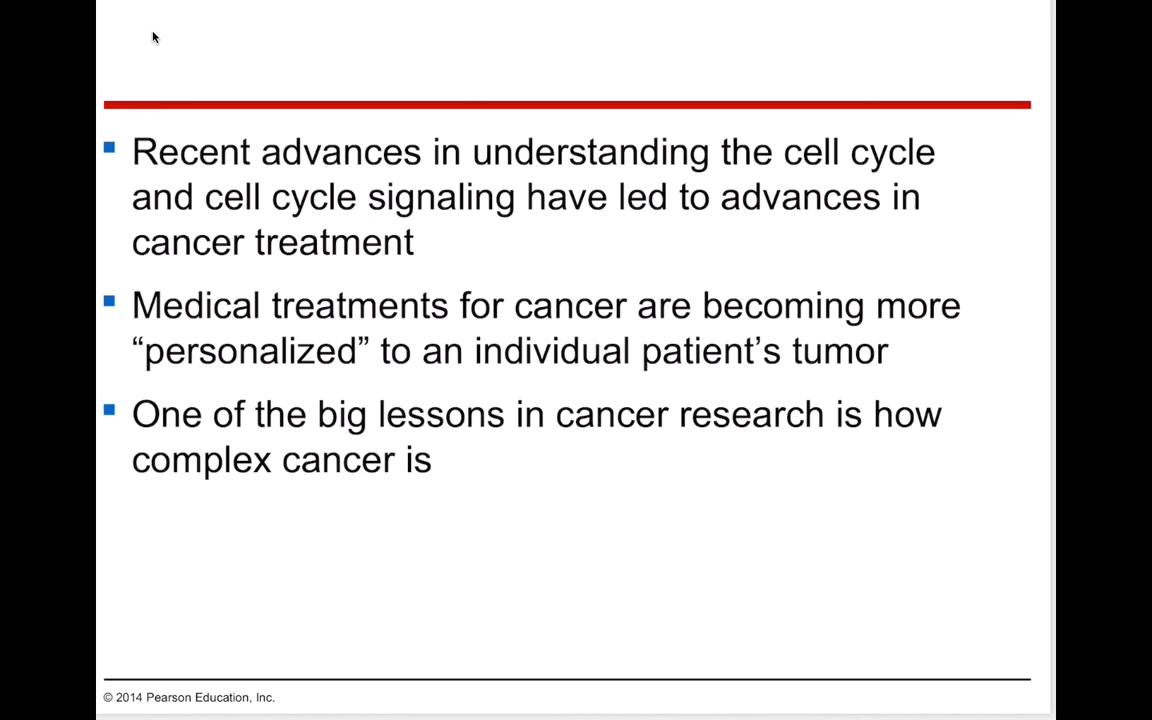 Recent advances in understanding the cell cycle
and cell cycle signaling have led to advances in
cancer treatment
Medical treatments for cancer are becoming more
“personalized” to an individual patient’s tumor
One of the big lessons in cancer research is how
complex cancer is
© 2014 Pearson Education, Inc.